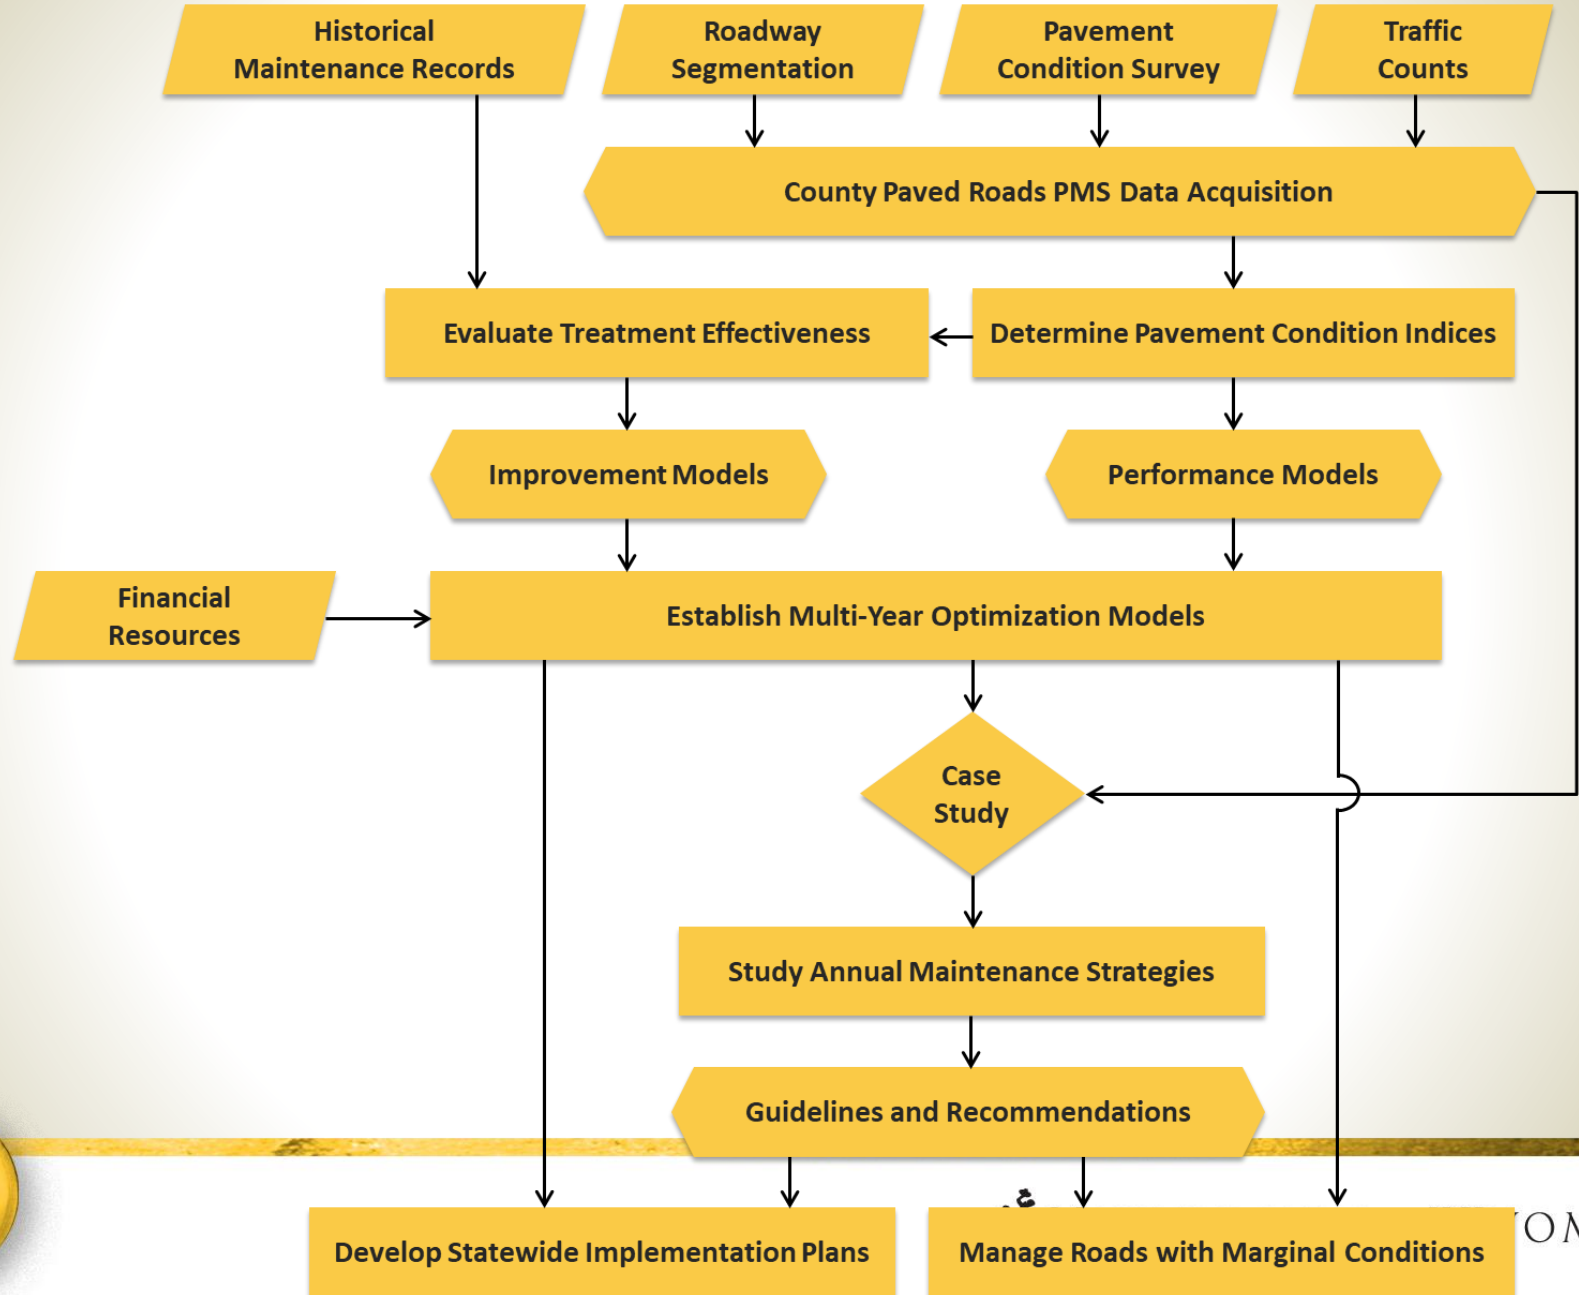 Historical
Maintenance Records
Roadway
Segmentation
Pavement
Condition Survey
Traffic
Counts
County Paved Roads PMS Data Acquisition
Evaluate Treatment Effectiveness
Determine Pavement Condition Indices
Improvement Models
Performance Models
Financial
Resources
Establish Multi-Year Optimization Models
Case
Study
Study Annual Maintenance Strategies
Guidelines and Recommendations
Develop Statewide Implementation Plans
Manage Roads with Marginal Conditions